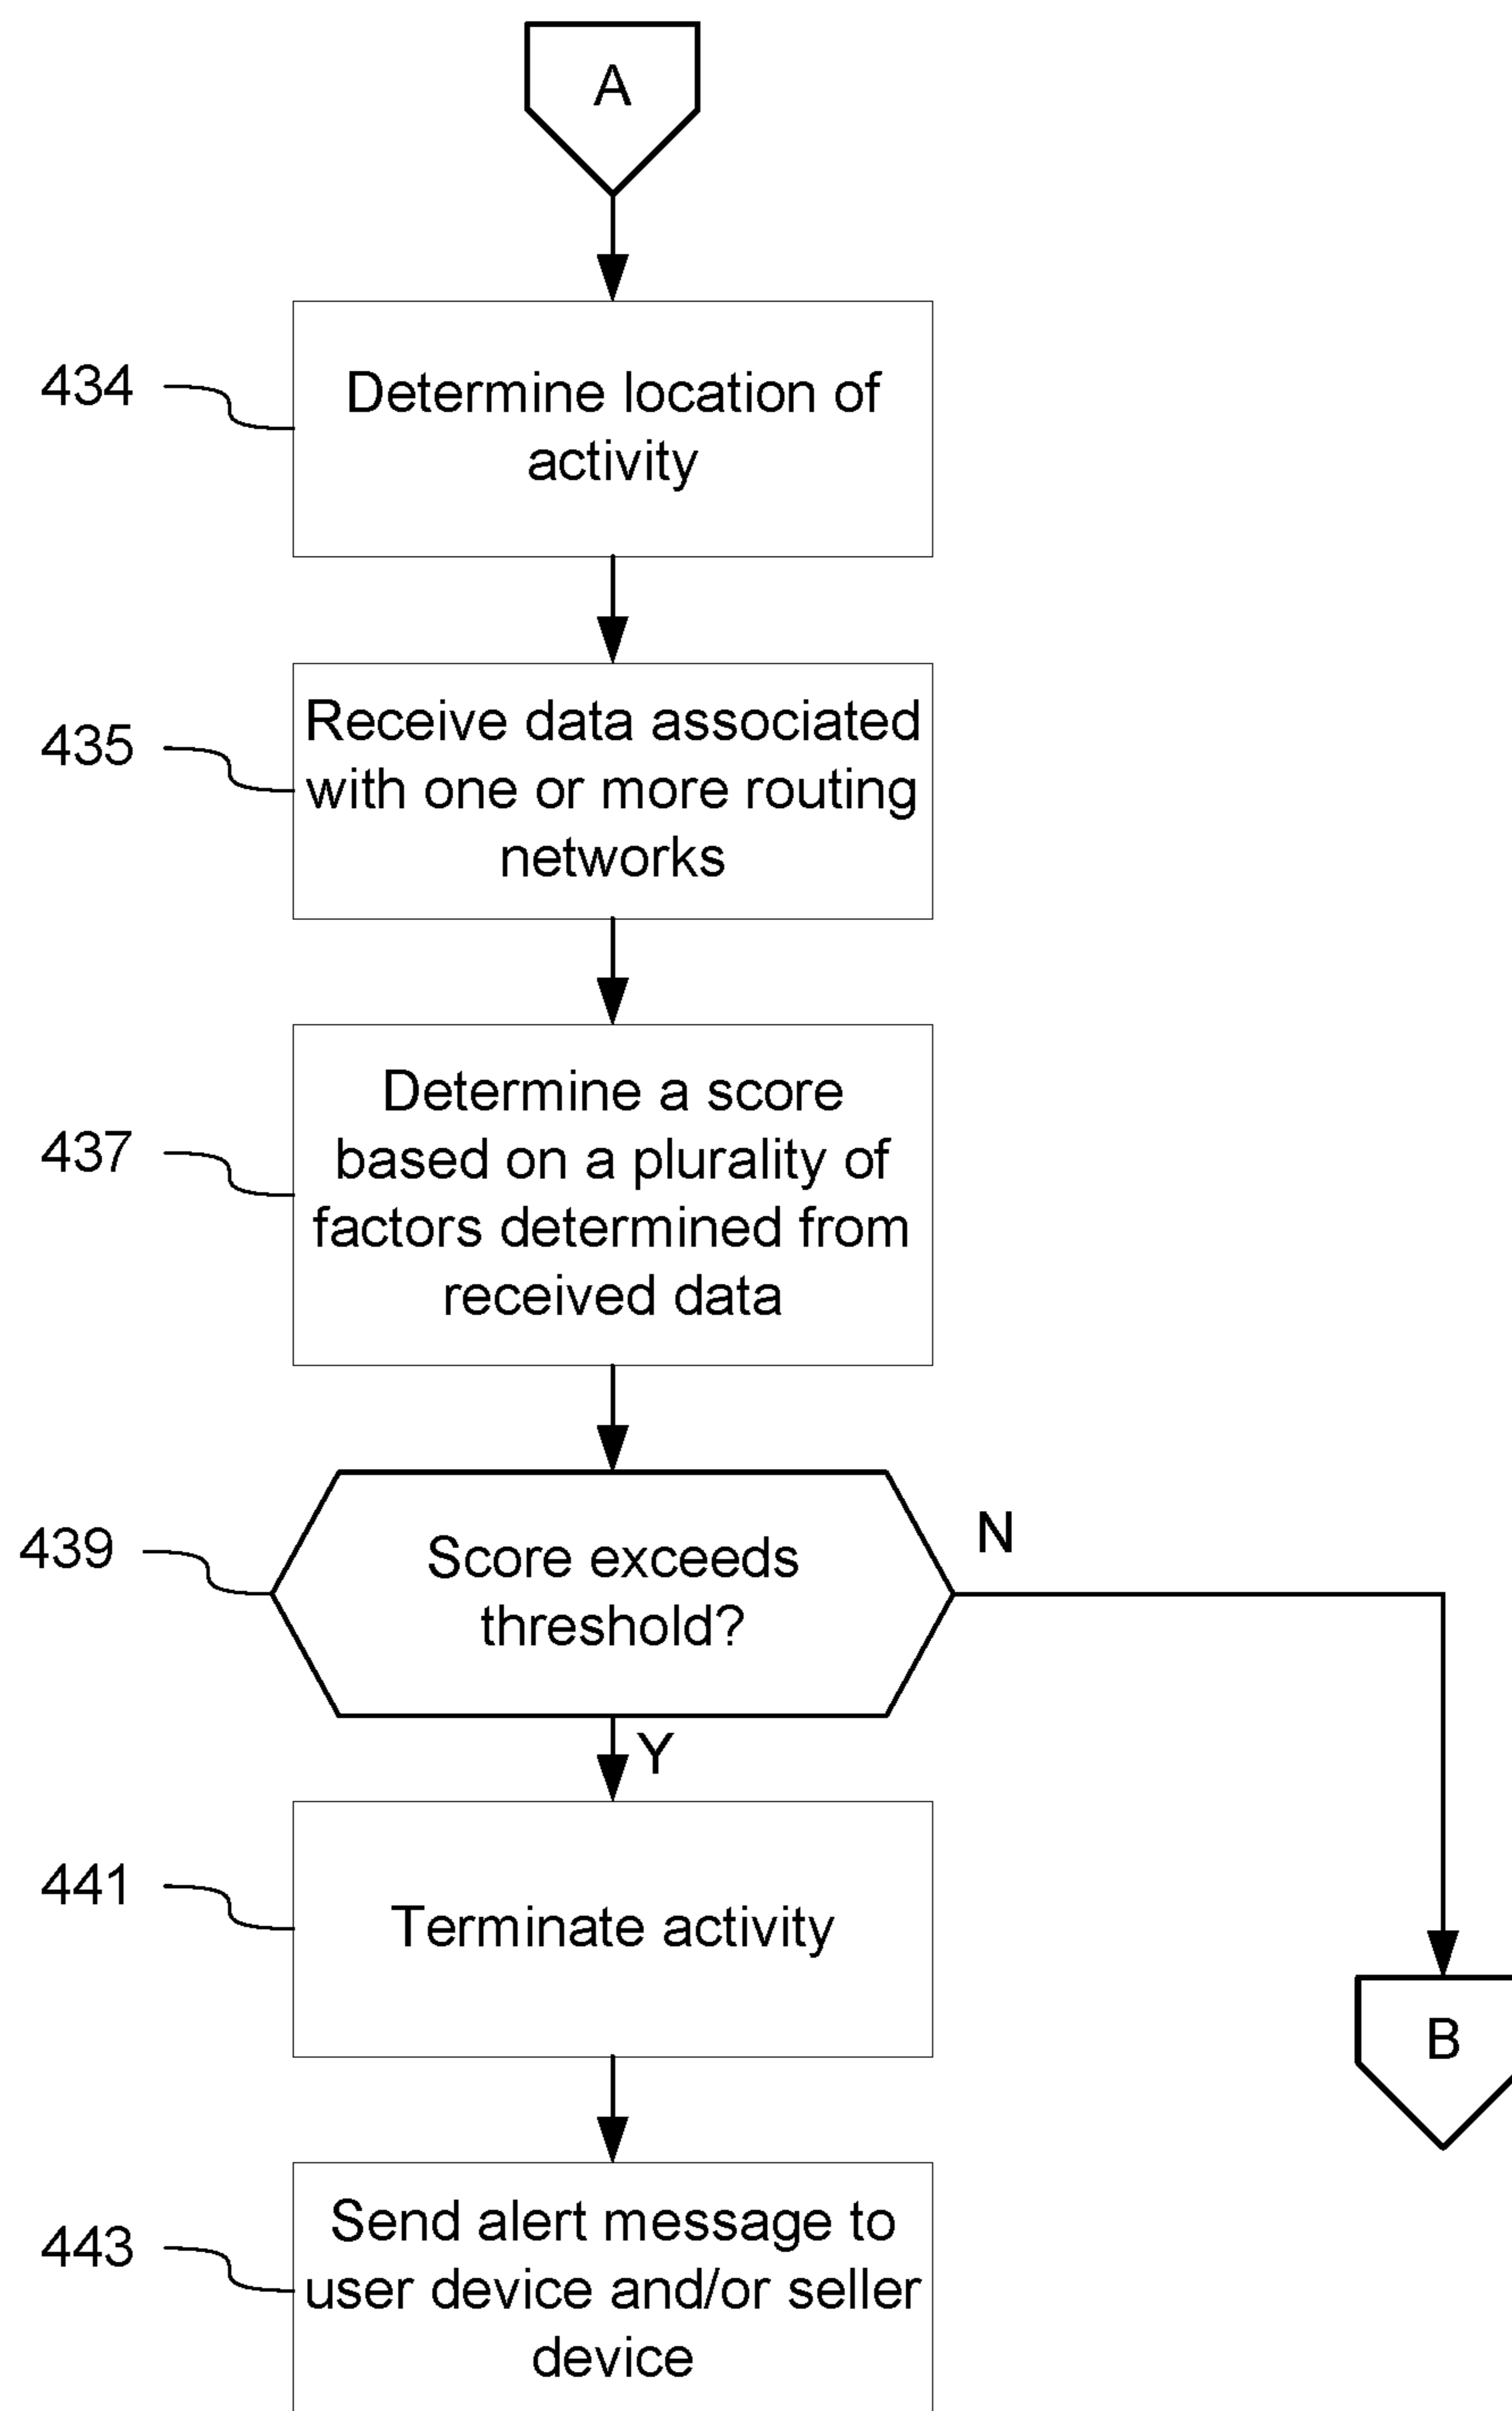 A
434
Determine location of
activity
435
Receive data associated
with one or more routing
networks
437
Determine a score
based on a plurality of
factors determined from
received data
439
Score exceeds
threshold?
N
Y
441
Terminate activity
B
443
Send alert message to
user device and/or seller
device